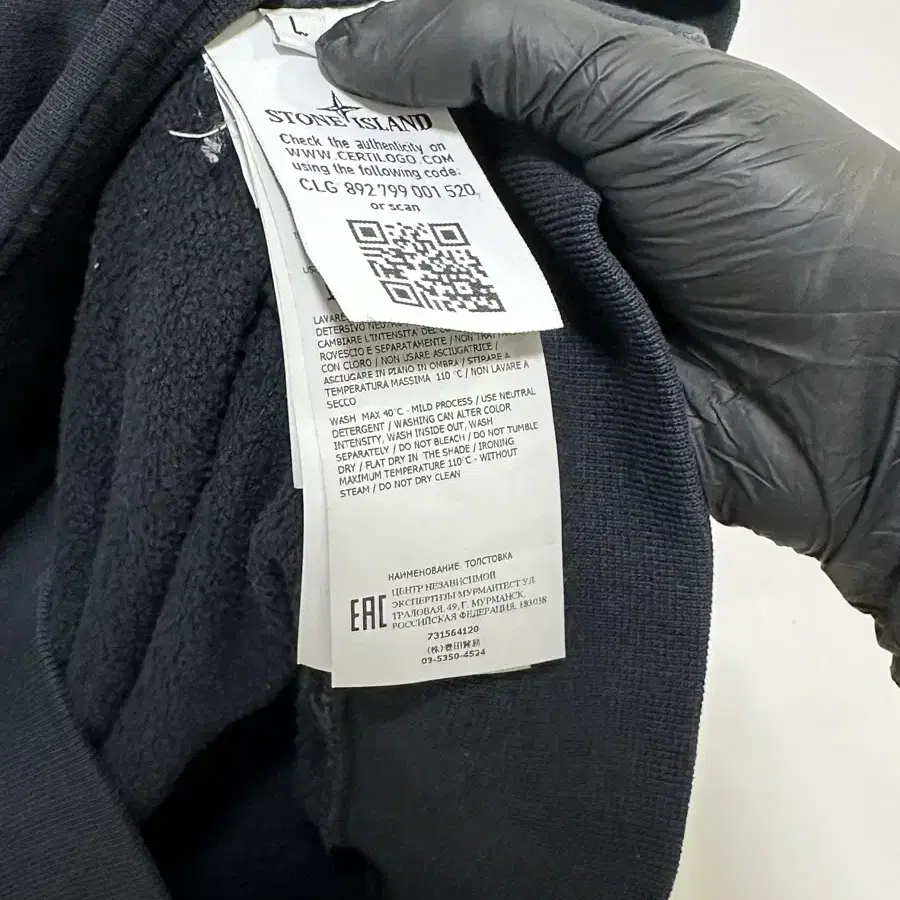 L.
STONE ISLAND
Check the authenticity on
WWW.CERTILOGO.COM
using the following code:
CLG 892 799 001 520
or scan
US
LAVARE
DETERSIVO NEUTRO
CAMBIARE L'INTENSITA' DEL
ROVESCIO E SEPARATAMENTE / NON
CON CLORO / NON USARE ASCIUGATRICE /
ASCIUGARE IN PIANO IN OMBRA / STIRARE A
TEMPERATURA MASSIMA 110 °C / NON LAVARE A
SECCO
WASH MAX 40°C - MILD PROCESS / USE NEUTRAL
DETERGENT / WASHING CAN ALTER COLOR
INTENSITY, WASH INSIDE OUT, WASH
SEPARATELY / DO NOT BLEACH / DO NOT TUMBLE
DRY / FLAT DRY IN THE SHADE / IRONING
MAXIMUM TEMPERATURE 110°C - WITHOUT
STEAM / DO NOT DRY CLEAN
НАИМЕНОВАНИЕ ТОЛСТОВКА
EAC
ЦЕНТР НЕЗАВИСИМОЙ
ЭКСПЕРТИЗЫ МУРМАНТЕСТ УЛ.
ТРАЛОВАЯ, 49, Г. МУРМАНСК,
РОССИЙСКАЯ ФЕДЕРАЦИЯ, 183038
731564120
(株)豊田貿易
03-5350-4524